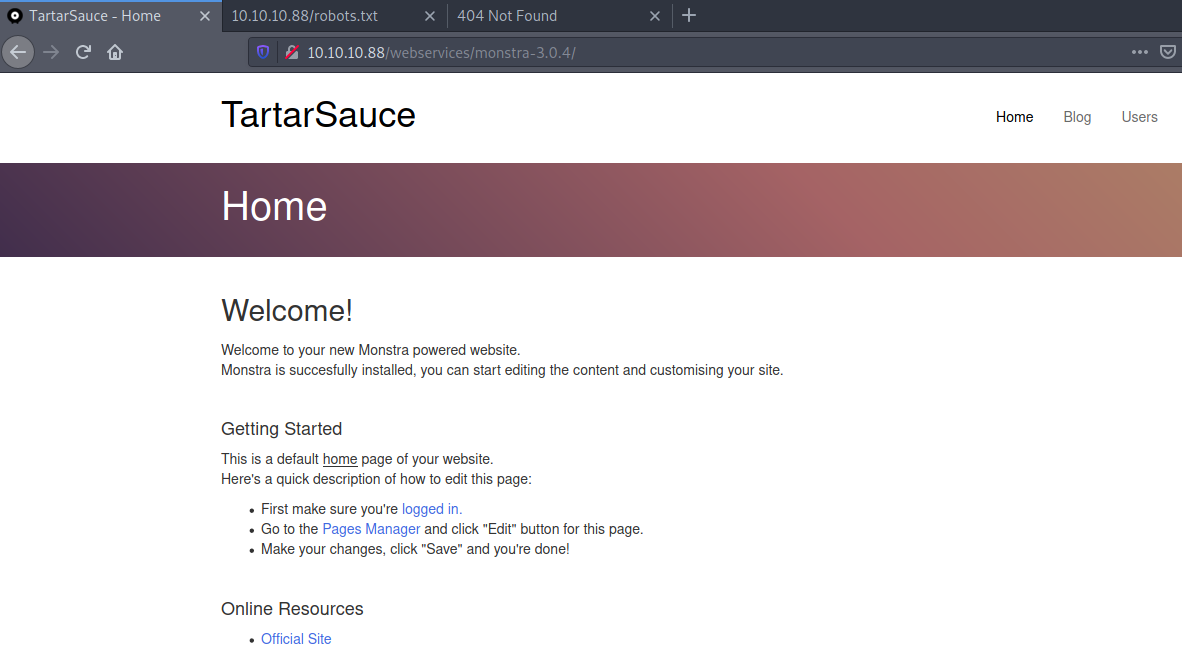 TartarSauce - Home
10.10.10.88/robots.txt
404 Not Found
10.10.10.88/webservices/monstra-3.0.4/
TartarSauce
Home Blog Users
Home
Welcome!
Welcome to your new Monstra powered website.
Monstra is succesfully installed, you can start editing the content and customising your site.
Getting Started
This is a default home page of your website.
Here's a quick description of how to edit this page:
First make sure you're logged in.
Go to the Pages Manager and click "Edit" button for this page.
Make your changes, click "Save" and you're done!
Online Resources
Official Site